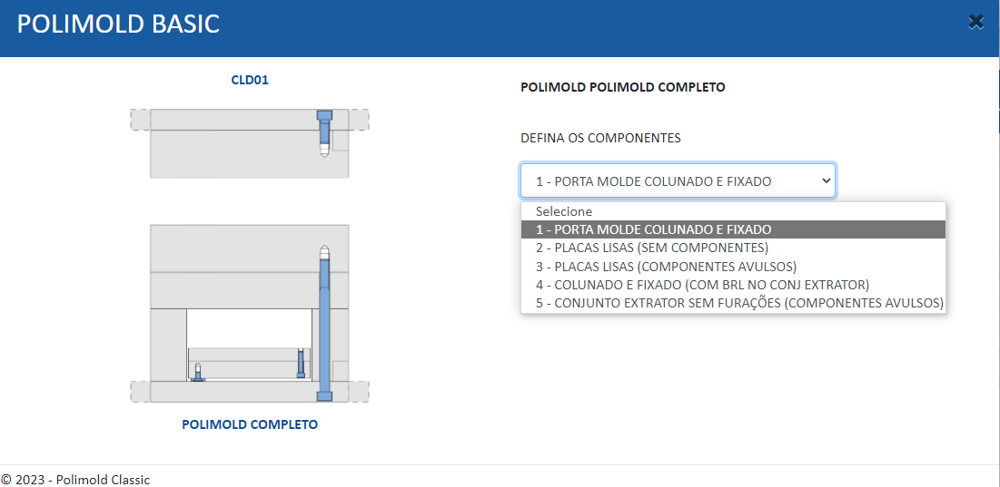 POLIMOLD BASIC
CLD01
POLIMOLD COMPLETO
POLIMOLD POLIMOLD COMPLETO
DEFINA OS COMPONENTES
1 - PORTA MOLDE COLUNADO E FIXADO
Selecione
1 - PORTA MOLDE COLUNADO E FIXADO
2 - PLACAS LISAS (SEM COMPONENTES)
3 - PLACAS LISAS (COMPONENTES AVULSOS)
4 - COLUNADO E FIXADO (COM BRL NO CONJ EXTRATOR)
5 - CONJUNTO EXTRATOR SEM FURAÇÕES (COMPONENTES AVULSOS)
© 2023 - Polimold Classic